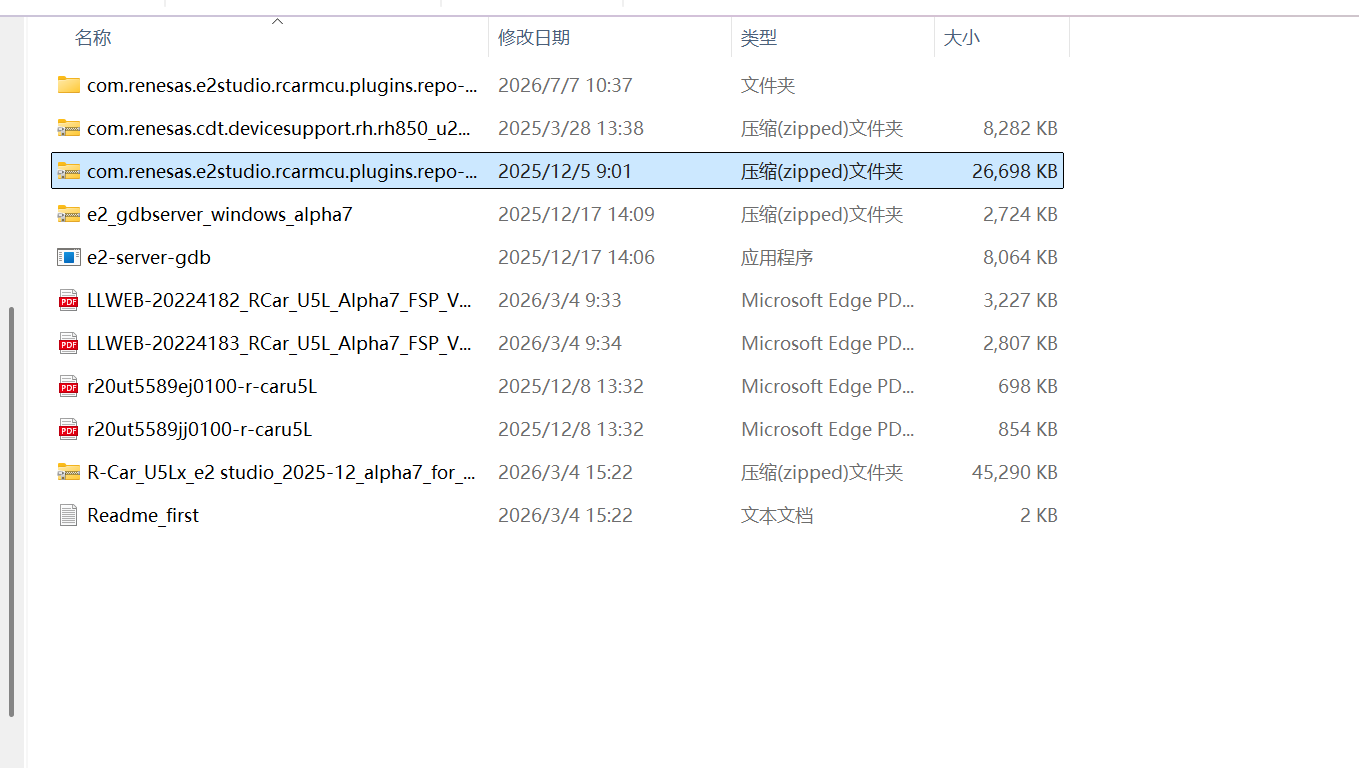 名称 修改日期 类型 大小
com.renesas.e2studio.rcarmcu.plugins.repo-... 2026/7/7 10:37 文件夹
com.renesas.cdt.devicesupport.rh.rh850_u2... 2025/3/28 13:38 压缩(zipped)文件夹 8,282 KB
com.renesas.e2studio.rcarmcu.plugins.repo-... 2025/12/5 9:01 压缩(zipped)文件夹 26,698 KB
e2_gdbserver_windows_alpha7 2025/12/17 14:09 压缩(zipped)文件夹 2,724 KB
e2-server-gdb 2025/12/17 14:06 应用程序 8,064 KB
PDF LLWEB-20224182_RCar_U5L_Alpha7_FSP_V... 2026/3/4 9:33 Microsoft Edge PD... 3,227 KB
PDF LLWEB-20224183_RCar_U5L_Alpha7_FSP_V... 2026/3/4 9:34 Microsoft Edge PD... 2,807 KB
PDF r20ut5589ej0100-r-caru5L 2025/12/8 13:32 Microsoft Edge PD... 698 KB
PDF r20ut5589jj0100-r-caru5L 2025/12/8 13:32 Microsoft Edge PD... 854 KB
R-Car_U5Lx_e2 studio_2025-12_alpha7_for_... 2026/3/4 15:22 压缩(zipped)文件夹 45,290 KB
Readme_first 2026/3/4 15:22 文本文档 2 KB